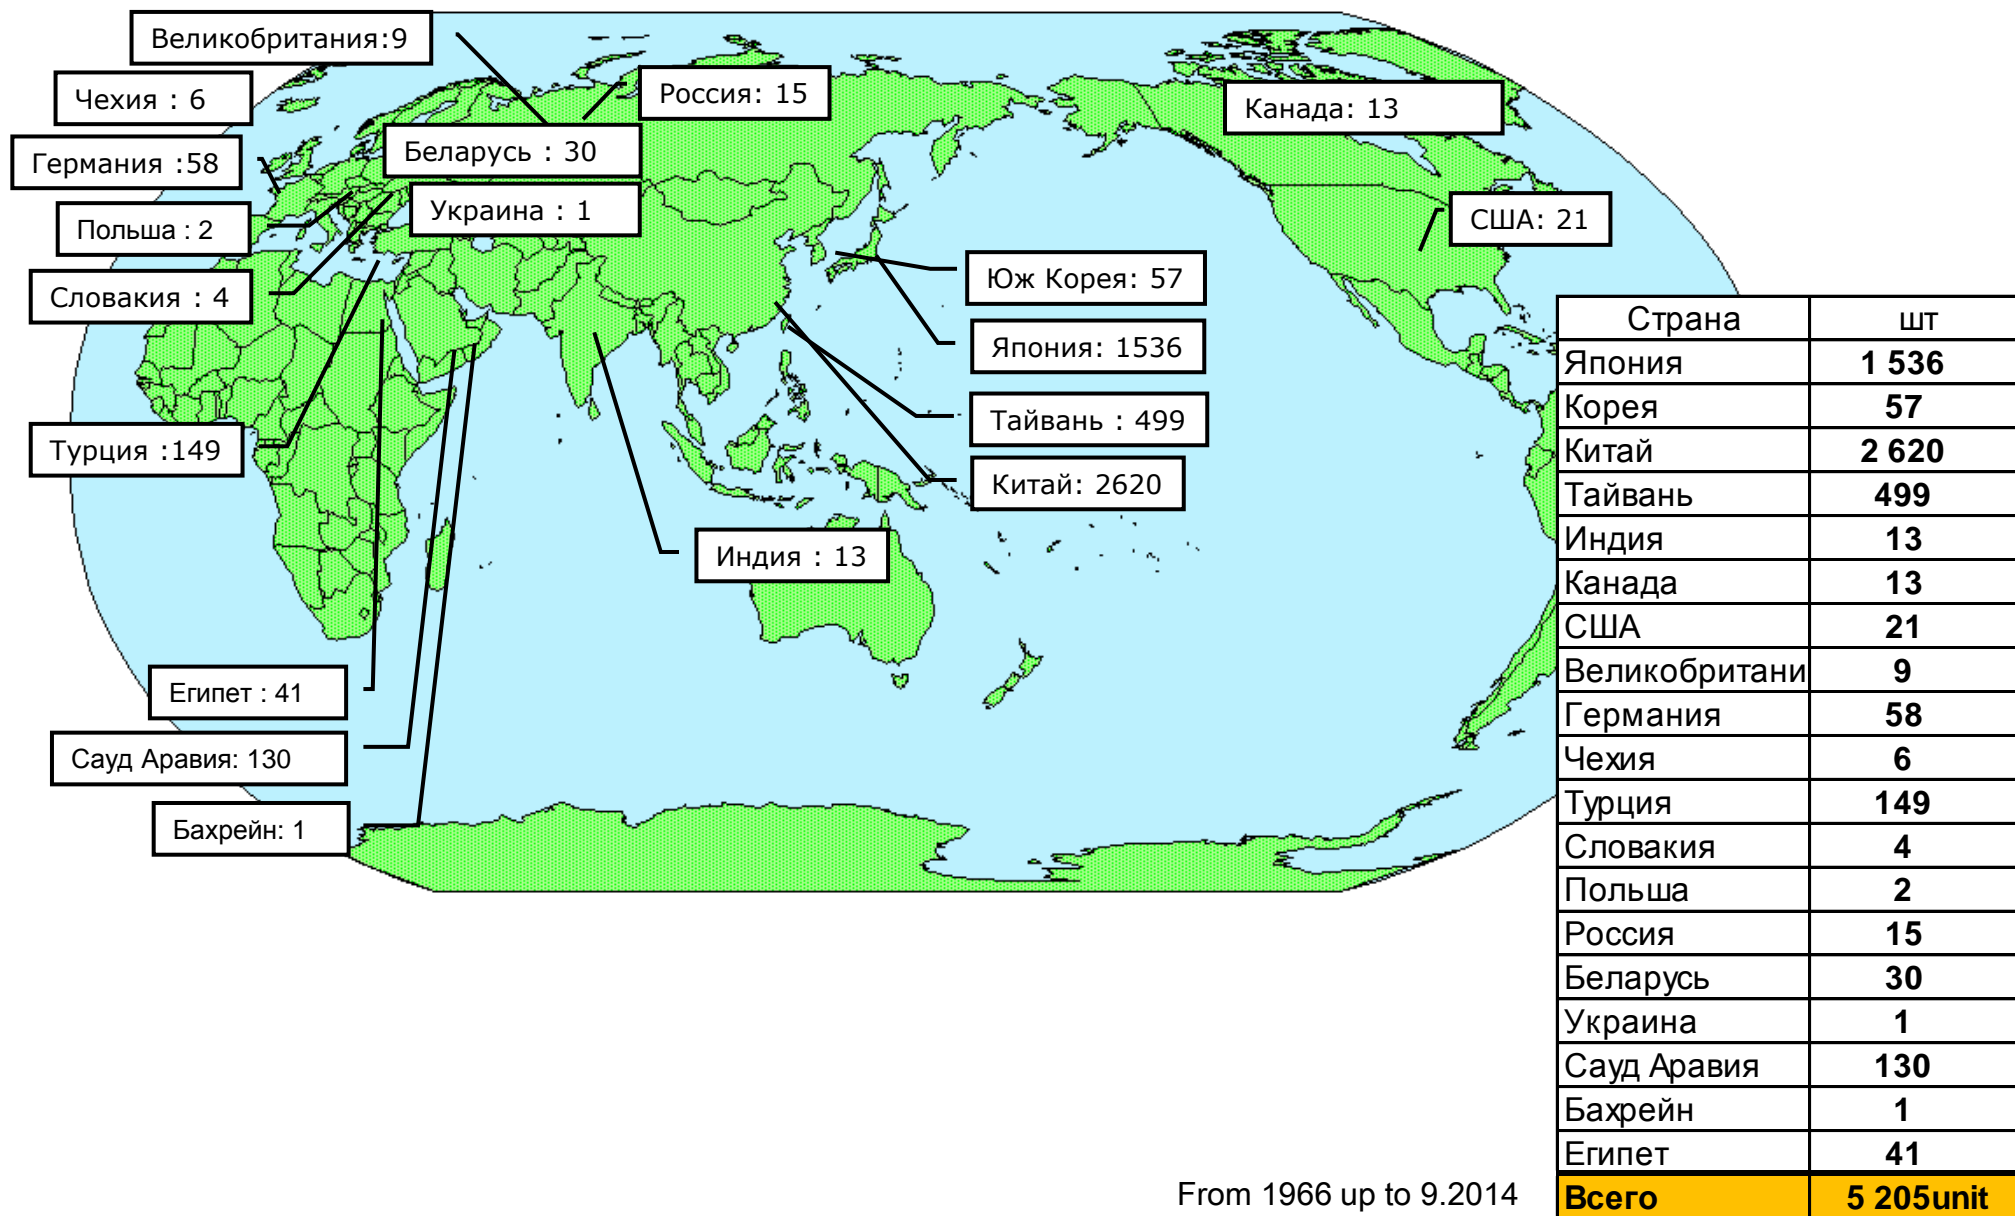 Великобритания:9
Чехия : 6
Россия: 15
Канада: 13
Германия :58
Беларусь : 30
Польша : 2
Украина : 1
США: 21
Словакия : 4
Юж Корея: 57
Япония: 1536
Тайвань : 499
Турция :149
Китай: 2620
Индия : 13
Египет : 41
Сауд Аравия: 130
Бахрейн: 1
Страна шт
Япония 1 536
Корея 57
Китай 2 620
Тайвань 499
Индия 13
Канада 13
США 21
Великобритани 9
Германия 58
Чехия 6
Турция 149
Словакия 4
Польша 2
Россия 15
Беларусь 30
Украина 1
Сауд Аравия 130
Бахрейн 1
Египет 41
Всего 5 205unit
From 1966 up to 9.2014